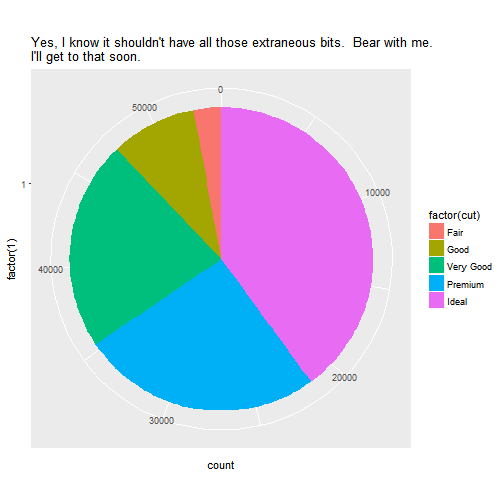 Yes, I know it shouldn't have all those extraneous bits.  Bear with me.
I'll get to that soon.
0
50000
10000
1
40000
20000
30000
factor(1)
count
factor(cut)
Fair
Good
Very Good
Premium
Ideal